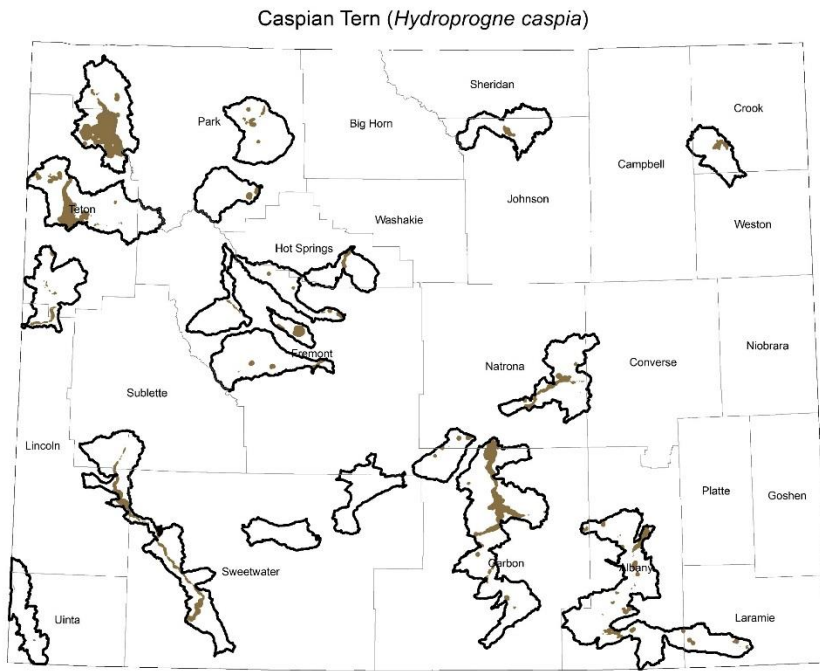 Caspian Tern (Hydroprogne caspia)
Sheridan
Park
Big Horn
Crook
Campbell
Johnson
Teton
Washakie
Weston
Hot Springs
Fremont
Natrona
Converse
Niobrara
Sublette
Lincoln
Platte
Goshen
Sweetwater
Carbon
Albany
Uinta
Laramie